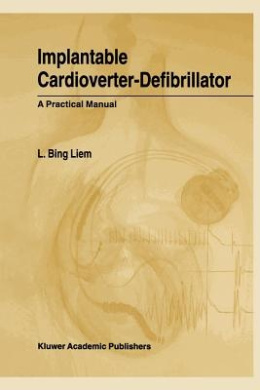 Implantable
Cardioverter-Defibrillator
A Practical Manual
L. Bing Liem
Kluwer Academic Publishers